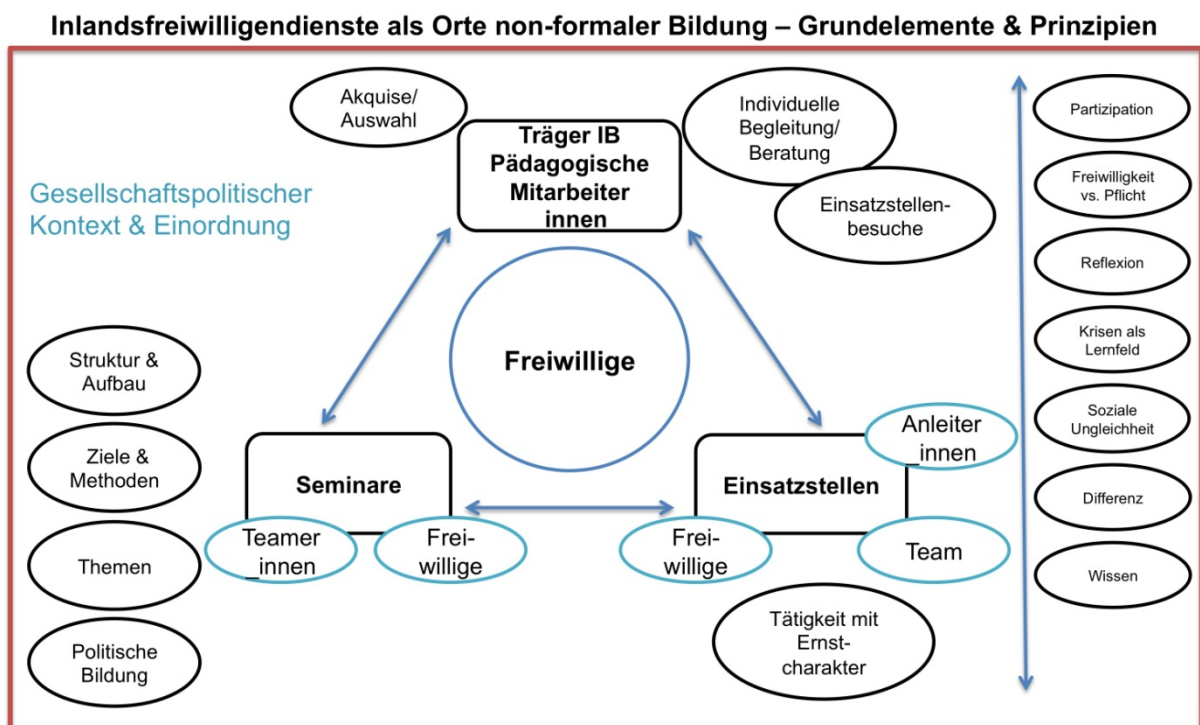 Inlandsfreiwilligendienste als Orte non-formaler Bildung – Grundelemente & Prinzipien
Akquise/
Auswahl
Träger IB
Pädagogische
Mitarbeiter
innen
Individuelle
Begleitung/
Beratung
Einsatzstellen-
besuche
Gesellschaftspolitischer
Kontext & Einordnung
Freiwillige
Struktur &
Aufbau
Ziele &
Methoden
Themen
Politische
Bildung
Seminare
Teamer
_innen
Frei-
willige
Einsatzstellen
Anleiter
_innen
Frei-
willige
Team
Tätigkeit mit
Ernst-
charakter
Partizipation
Freiwilligkeit
vs. Pflicht
Reflexion
Krisen als
Lernfeld
Soziale
Ungleichheit
Differenz
Wissen